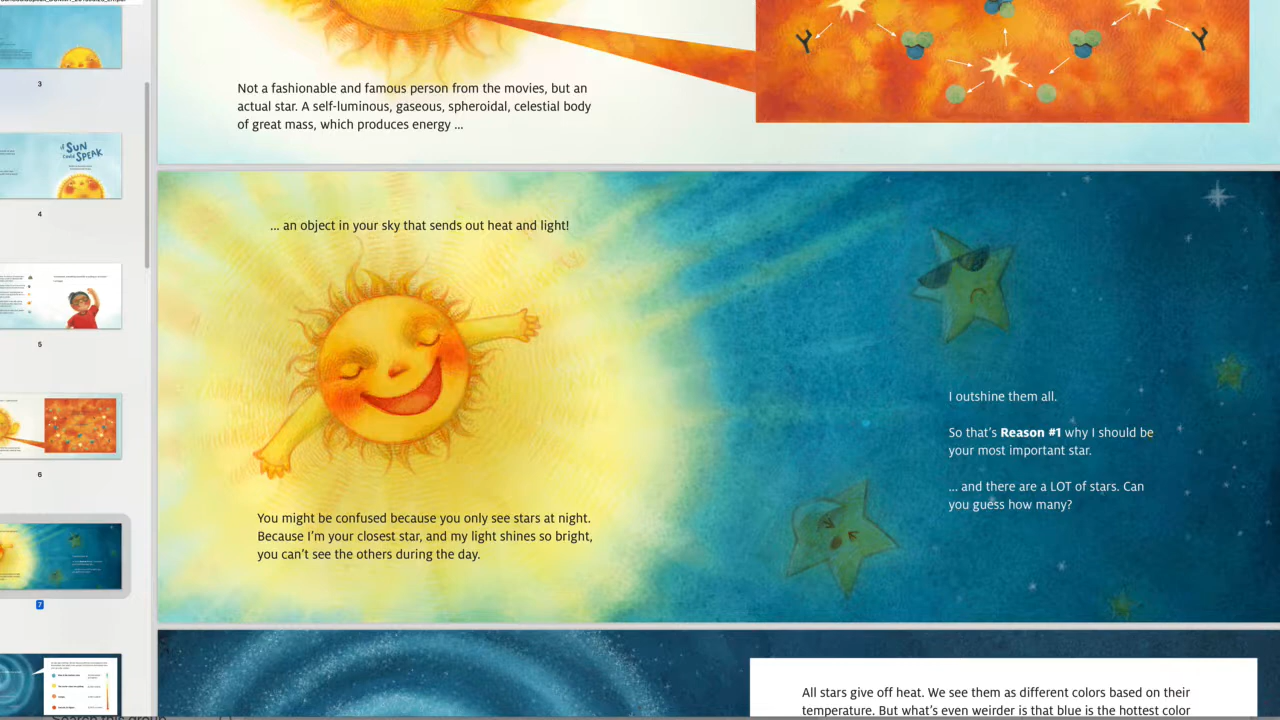 3
if SUN
could SPEAK
4
5
6
7
Not a fashionable and famous person from the movies, but an
actual star. A self-luminous, gaseous, spheroidal, celestial body
of great mass, which produces energy ...
... an object in your sky that sends out heat and light!
You might be confused because you only see stars at night.
Because I'm your closest star, and my light shines so bright,
you can't see the others during the day.
I outshine them all.
So that's Reason #1 why I should be
your most important star.
... and there are a LOT of stars. Can
you guess how many?
All stars give off heat. We see them as different colors based on their
temperature. But what's even weirder is that blue is the hottest color